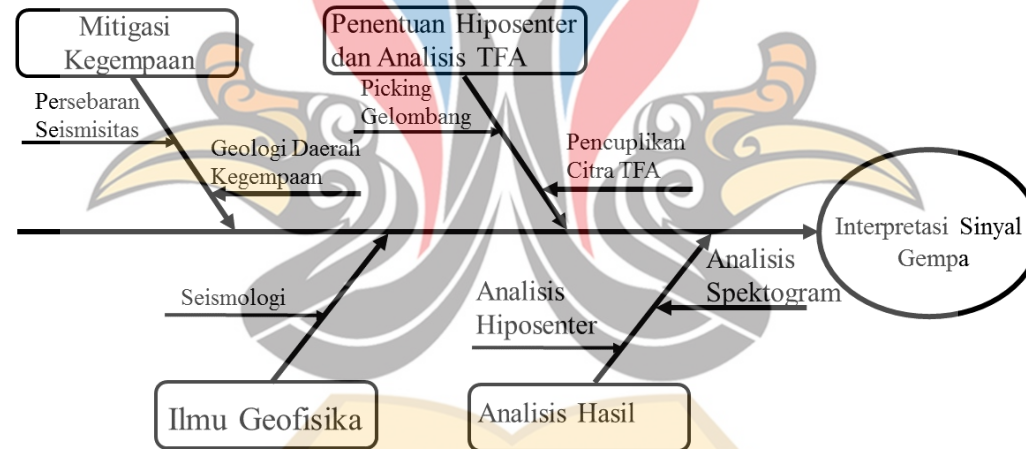 Mitigasi
Kegempaan
Penentuan Hiposenter
dan Analisis TFA
Persebaran
Seismisitas
Geologi Daerah
Kegempaan
Picking
Gelombang
Pencuplikan
Citra TFA
Interpretasi Sinyal
Gempa
Seismologi
Analisis
Hiposenter
Analisis
Spektogram
Ilmu Geofisika
Analisis Hasil